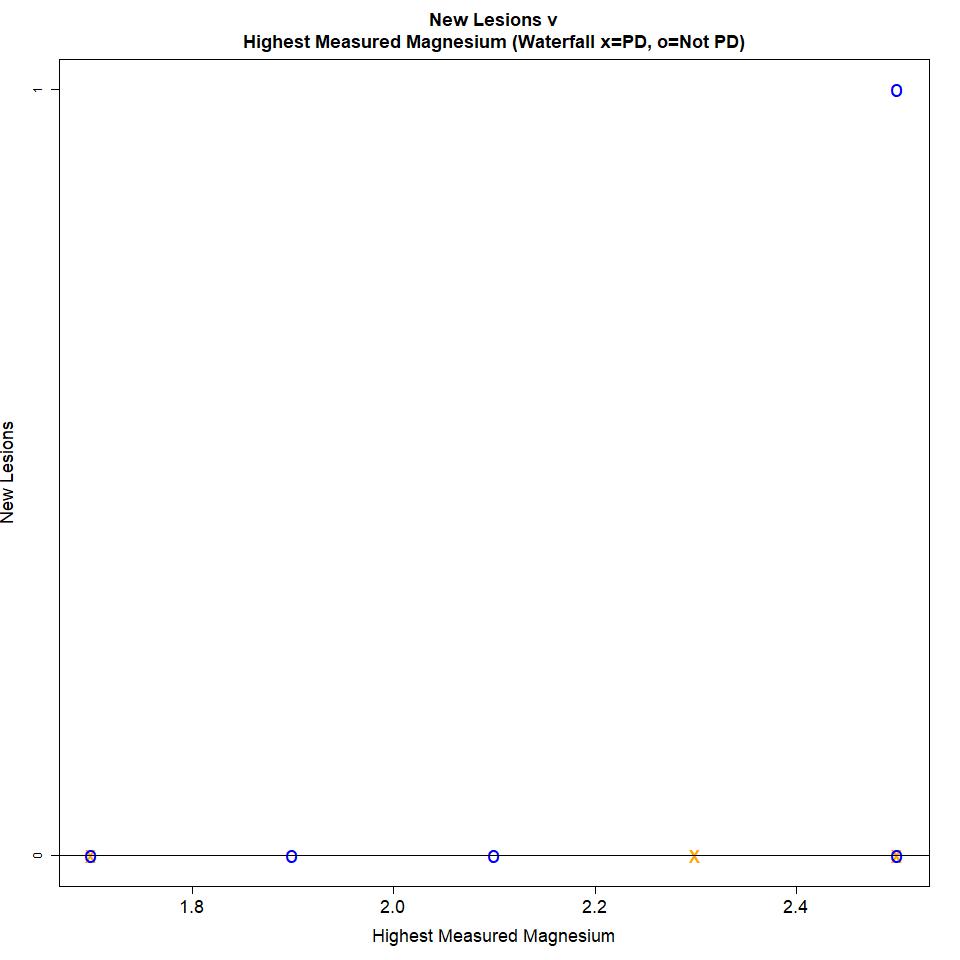 New Lesions v
Highest Measured Magnesium (Waterfall x=PD, o=Not PD)
1
o
New Lesions
0
o
o
o
x
o
1.8
2.0
2.2
2.4
Highest Measured Magnesium